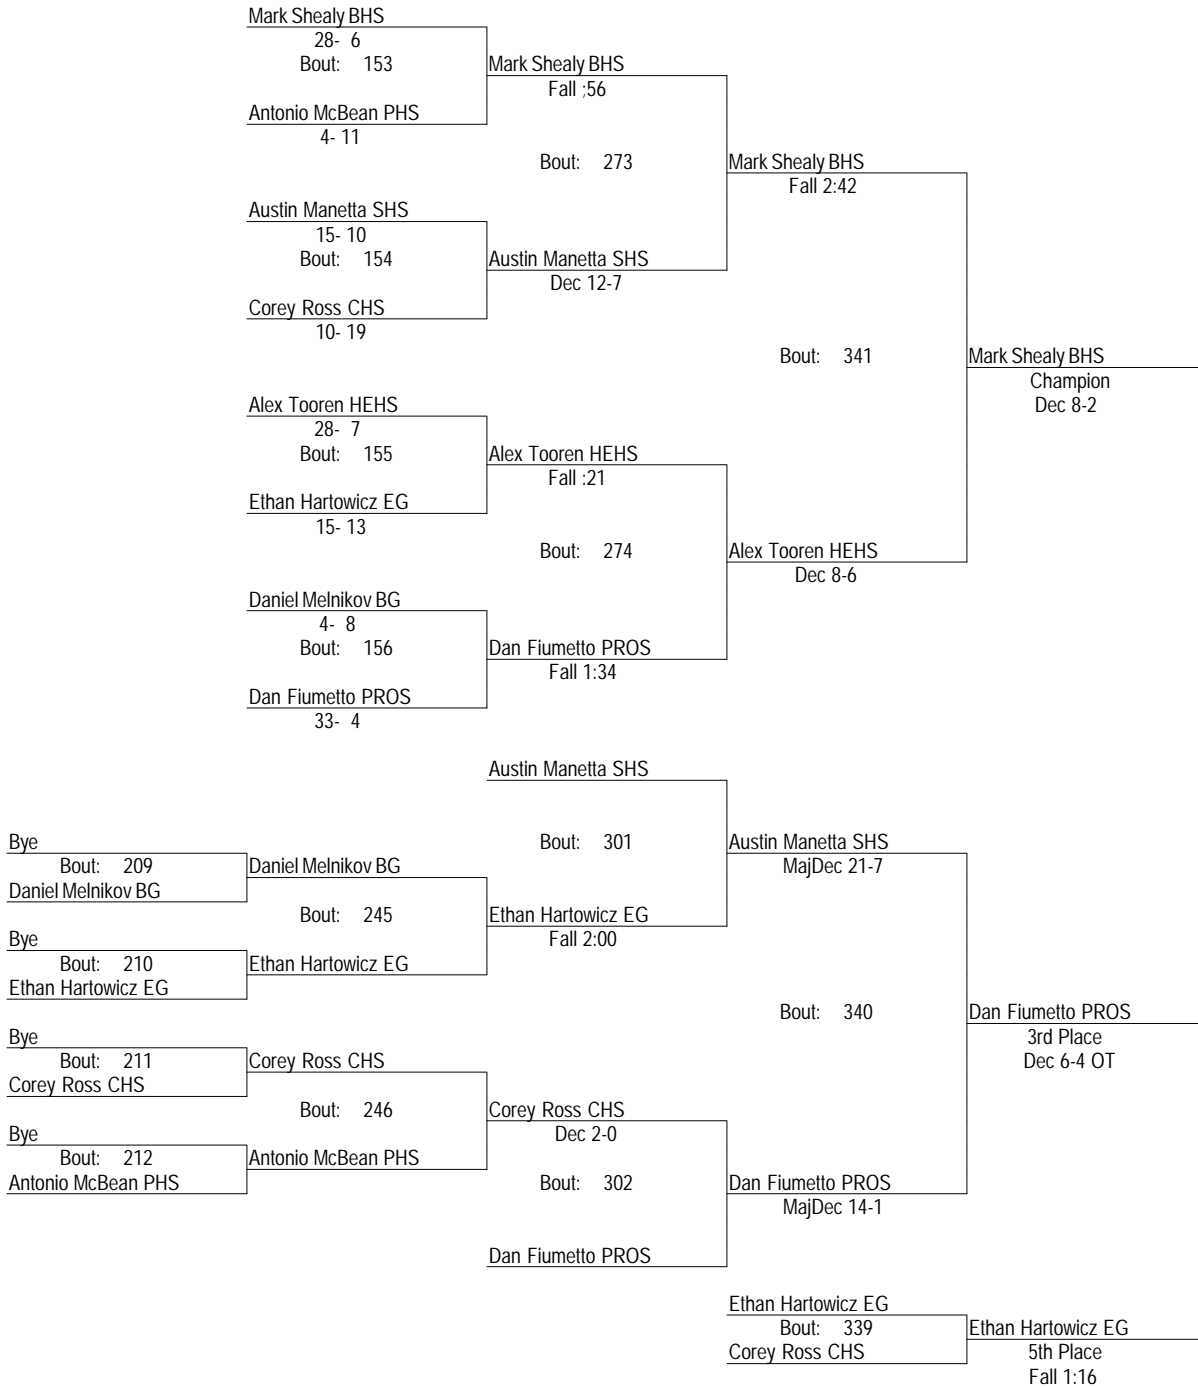 Mark Shealy BHS
28- 6
Bout: 153
Mark Shealy BHS
Fall ;56
Antonio McBean PHS
4- 11
Bout: 273
Mark Shealy BHS
Fall 2:42
Austin Manetta SHS
15- 10
Bout: 154
Austin Manetta SHS
Dec 12-7
Corey Ross CHS
10- 19
Bout: 341
Mark Shealy BHS
Champion
Dec 8-2
Alex Tooren HEHS
28- 7
Bout: 155
Alex Tooren HEHS
Fall :21
Ethan Hartowicz EG
15- 13
Bout: 274
Alex Tooren HEHS
Dec 8-6
Daniel Melnikov BG
4- 8
Bout: 156
Dan Fiumetto PROS
Fall 1:34
Dan Fiumetto PROS
33- 4
Austin Manetta SHS
Bout: 301
Austin Manetta SHS
MajDec 21-7
Bye
Bout: 209
Daniel Melnikov BG
Daniel Melnikov BG
Bout: 245
Ethan Hartowicz EG
Fall 2:00
Bye
Bout: 210
Ethan Hartowicz EG
Ethan Hartowicz EG
Bout: 340
Dan Fiumetto PROS
3rd Place
Dec 6-4 OT
Bye
Bout: 211
Corey Ross CHS
Corey Ross CHS
Bout: 246
Corey Ross CHS
Dec 2-0
Bye
Bout: 212
Antonio McBean PHS
Antonio McBean PHS
Bout: 302
Dan Fiumetto PROS
MajDec 14-1
Dan Fiumetto PROS
Ethan Hartowicz EG
Bout: 339
Corey Ross CHS
Ethan Hartowicz EG
5th Place
Fall 1:16